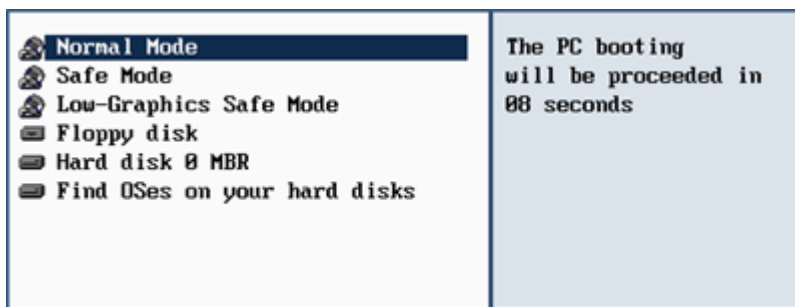 Normal Mode
Safe Mode
Low-Graphics Safe Mode
Floppy disk
Hard disk 0 MBR
Find OSes on your hard disks
The PC booting
will be proceeded in
08 seconds